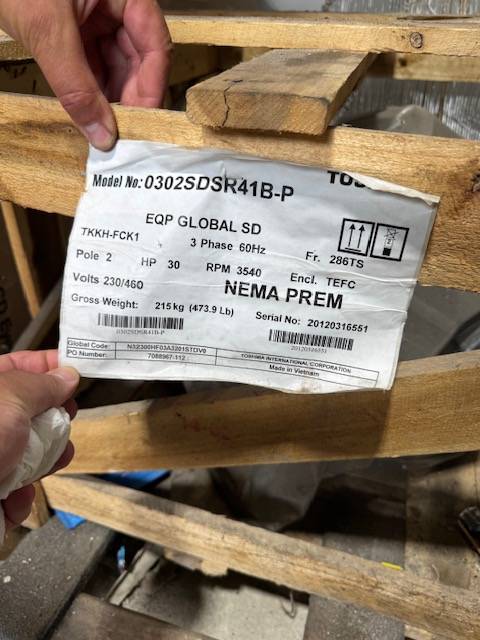 Model No: 0302SDSR41B-P
EQP GLOBAL SD
TKKH-FCK1 3 Phase 60Hz Fr. 286TS
Pole 2 HP 30 RPM 3540 Encl. TEFC
Volts 230/460 NEMA PREM
Gross Weight: 215 kg (473.9 Lb) Serial No: 20120316551
0302SDSR41B-P 20120316551
Global Code: N32300HF03A3201STDV0 TOSHIBA INTERNATIONAL CORPORATION
PO Number: 7088967-112 Made in Vietnam